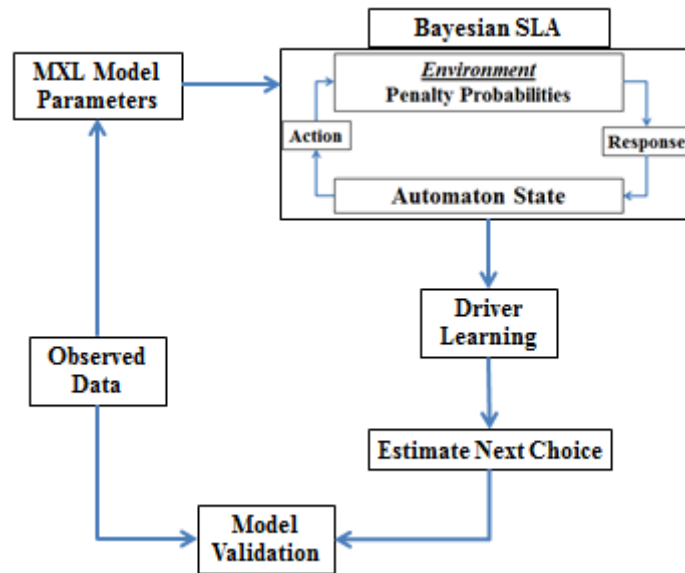 Bayesian SLA
MXL Model
Parameters
Environment
Penalty Probabilities
Action
Response
Automaton State
Driver
Learning
Observed
Data
Estimate Next Choice
Model
Validation